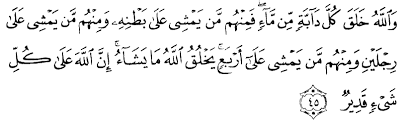 وَٱللَّهُ خَلَقَ كُلَّ دَآبَّةٍ مِّن مَّآءٍ ۖ فَمِنْهُم مَّن يَمْشِى عَلَىٰ بَطْنِهِۦ وَمِنْهُم مَّن يَمْشِى عَلَىٰ
رِجْلَيْنِ وَمِنْهُم مَّن يَمْشِى عَلَىٰٓ أَرْبَعٍ ۚ يَخْلُقُ ٱللَّهُ مَا يَشَآءُ ۚ إِنَّ ٱللَّهَ عَلَىٰ كُلِّ
شَىْءٍ قَدِيرٌ ﴿٤٥﴾